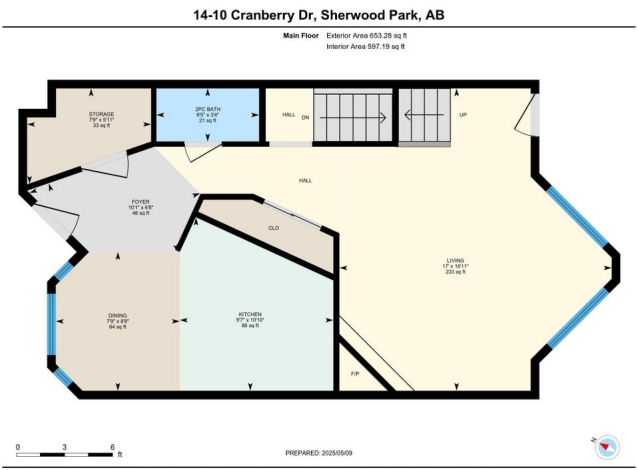 14-10 Cranberry Dr, Sherwood Park, AB
Main Floor Exterior Area 653.28 sq ft
Interior Area 597.19 sq ft
STORAGE
7'9" x 5'11"
33 sq ft
2PC BATH
6'5" x 3'4"
21 sq ft
HALL
DN
UP
HALL
FOYER
10'1" x 6'8"
46 sq ft
CLO
LIVING
17' x 16'11"
233 sq ft
DINING
7'9" x 8'8"
64 sq ft
KITCHEN
9'7" x 10'10"
86 sq ft
F/P
0 3 6
ft
PREPARED: 2025/05/09
N